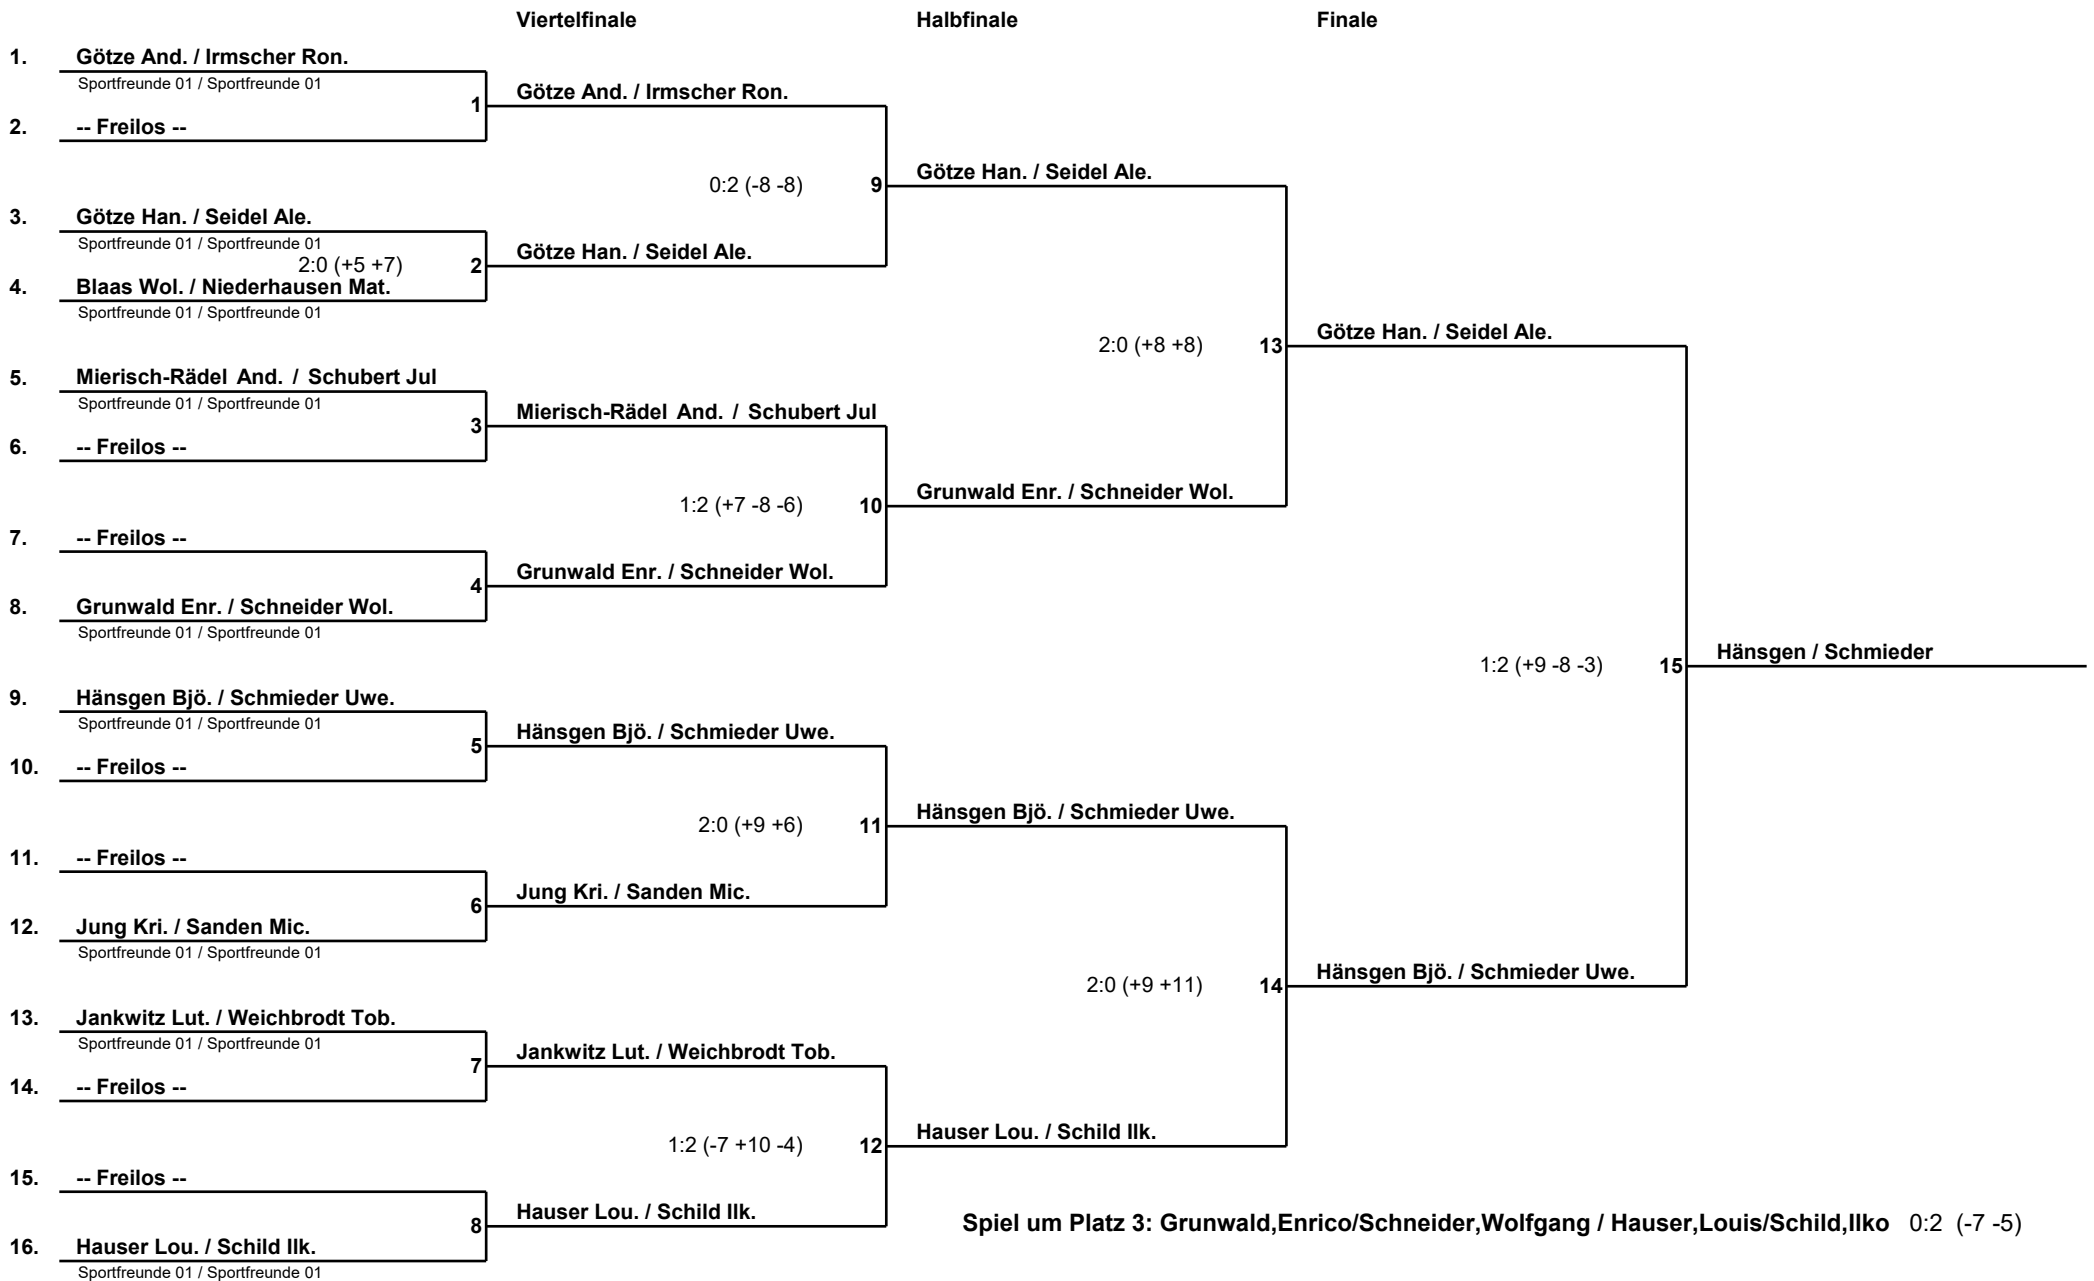 Viertelfinale Halbfinale Finale
1. Götze And. / Irmscher Ron.
Sportfreunde 01 / Sportfreunde 01
1 Götze And. / Irmscher Ron.
2. -- Freilos --
0:2 (-8 -8) 9 Götze Han. / Seidel Ale.
3. Götze Han. / Seidel Ale.
Sportfreunde 01 / Sportfreunde 01
2:0 (+5 +7) 2 Götze Han. / Seidel Ale.
4. Blaas Wol. / Niederhausen Mat.
Sportfreunde 01 / Sportfreunde 01
2:0 (+8 +8) 13 Götze Han. / Seidel Ale.
5. Mierisch-Rädel And. / Schubert Jul
Sportfreunde 01 / Sportfreunde 01
3 Mierisch-Rädel And. / Schubert Jul
6. -- Freilos --
1:2 (+7 -8 -6) 10 Grunwald Enr. / Schneider Wol.
7. -- Freilos --
4 Grunwald Enr. / Schneider Wol.
8. Grunwald Enr. / Schneider Wol.
Sportfreunde 01 / Sportfreunde 01
1:2 (+9 -8 -3) 15 Hänsgen / Schmieder
9. Hänsgen Bjö. / Schmieder Uwe.
Sportfreunde 01 / Sportfreunde 01
5 Hänsgen Bjö. / Schmieder Uwe.
10. -- Freilos --
2:0 (+9 +6) 11 Hänsgen Bjö. / Schmieder Uwe.
11. -- Freilos --
6 Jung Kri. / Sanden Mic.
12. Jung Kri. / Sanden Mic.
Sportfreunde 01 / Sportfreunde 01
2:0 (+9 +11) 14 Hänsgen Bjö. / Schmieder Uwe.
13. Jankwitz Lut. / Weichbrodt Tob.
Sportfreunde 01 / Sportfreunde 01
7 Jankwitz Lut. / Weichbrodt Tob.
14. -- Freilos --
1:2 (-7 +10 -4) 12 Hauser Lou. / Schild Ilk.
15. -- Freilos --
8 Hauser Lou. / Schild Ilk.
Spiel um Platz 3: Grunwald,Enrico/Schneider,Wolfgang / Hauser,Louis/Schild,Ilko 0:2 (-7 -5)
16. Hauser Lou. / Schild Ilk.
Sportfreunde 01 / Sportfreunde 01